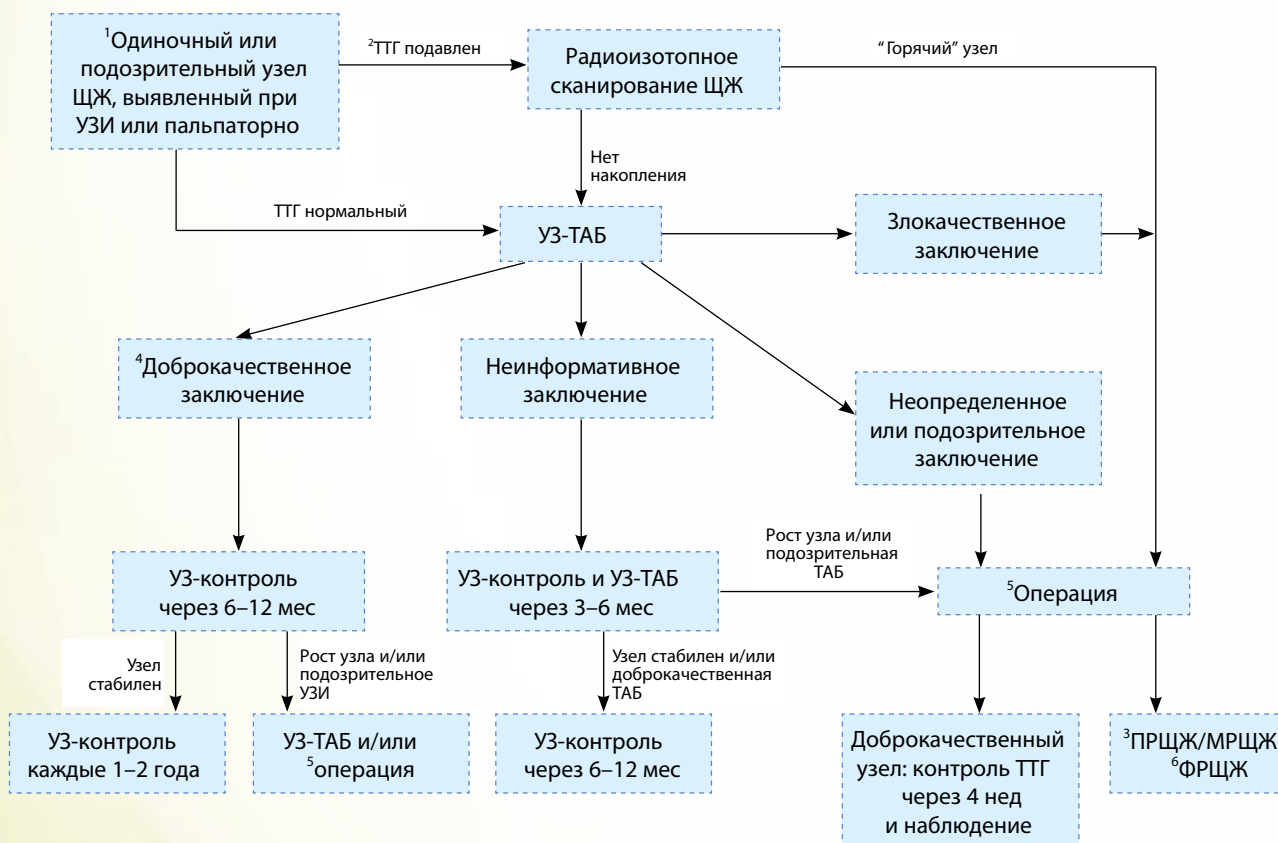 ¹Одиночный или
подозрительный узел
ЩЖ, выявленный при
УЗИ или пальпаторно
²ТТГ подавлен
Радиоизотопное
сканирование ЩЖ
"Горячий" узел
Нет
накопления
ТТГ нормальный
УЗ-ТАБ
Злокачественное
заключение
⁴Доброкачественное
заключение
Неинформативное
заключение
Неопределенное
или подозрительное
заключение
УЗ-контроль
через 6–12 мес
УЗ-контроль и УЗ-ТАБ
через 3–6 мес
Рост узла и/или
подозрительная
ТАБ
⁵Операция
Узел
стабилен
Рост узла и/или
подозрительное
УЗИ
Узел стабилен и/или
доброкачественная
ТАБ
УЗ-контроль
каждые 1–2 года
УЗ-ТАБ и/или
⁵операция
УЗ-контроль
через 6–12 мес
Доброкачественный
узел: контроль ТТГ
через 4 нед
и наблюдение
³ПРЩЖ/МРЩЖ
⁶ФРЩЖ